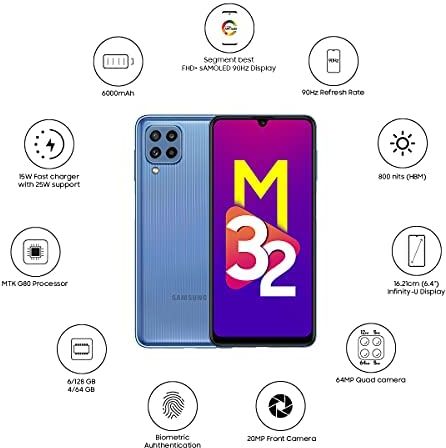 Segment best
FHD+ sAMOLED 90Hz Display
6000mAh
90Hz
90Hz Refresh Rate
15W Fast charger
with 25W support
800 nits (HBM)
M
32
SAMSUNG
MTK G80 Processor
16.21cm (6.4")
Infinity-U Display
6/128 GB
4/64 GB
64MP Quad camera
Biometric
Auhthentication
20MP Front Camera